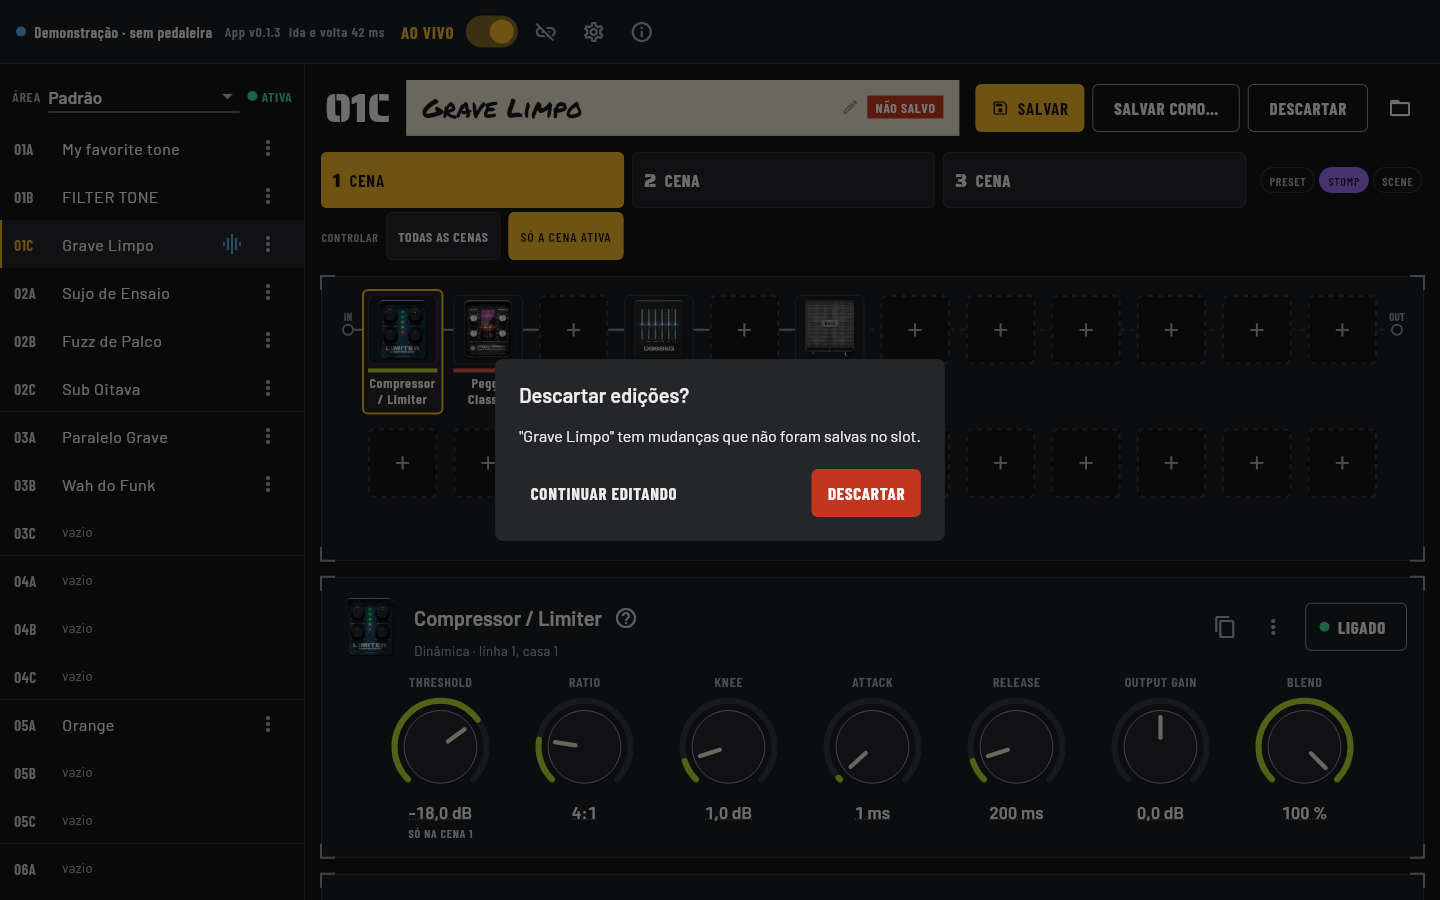 Demonstração · sem pedaleira App v0.1.3 Ida e volta 42 ms AO VIVO
ÁREA Padrão ATIVA
01A My favorite tone
01B FILTER TONE
01C Grave Limpo
02A Sujo de Ensaio
02B Fuzz de Palco
02C Sub Oitava
03A Paralelo Grave
03B Wah do Funk
03C vazio
04A vazio
04B vazio
04C vazio
05A Orange
05B vazio
05C vazio
06A vazio
01C Grave Limpo NÃO SALVO SALVAR SALVAR COMO... DESCARTAR
1 CENA 2 CENA 3 CENA PRESET STOMP SCENE
CONTROLAR TODAS AS CENAS SÓ A CENA ATIVA
IN OUT
LIMITER
BASS
Compressor
/ Limiter
Descartar edições?
"Grave Limpo" tem mudanças que não foram salvas no slot.
CONTINUAR EDITANDO DESCARTAR
LIMITER
Compressor / Limiter
Dinâmica · linha 1, casa 1
LIGADO
THRESHOLD RATIO KNEE ATTACK RELEASE OUTPUT GAIN BLEND
-18,0 dB 4:1 1,0 dB 1 ms 200 ms 0,0 dB 100 %
SÓ NA CENA 1